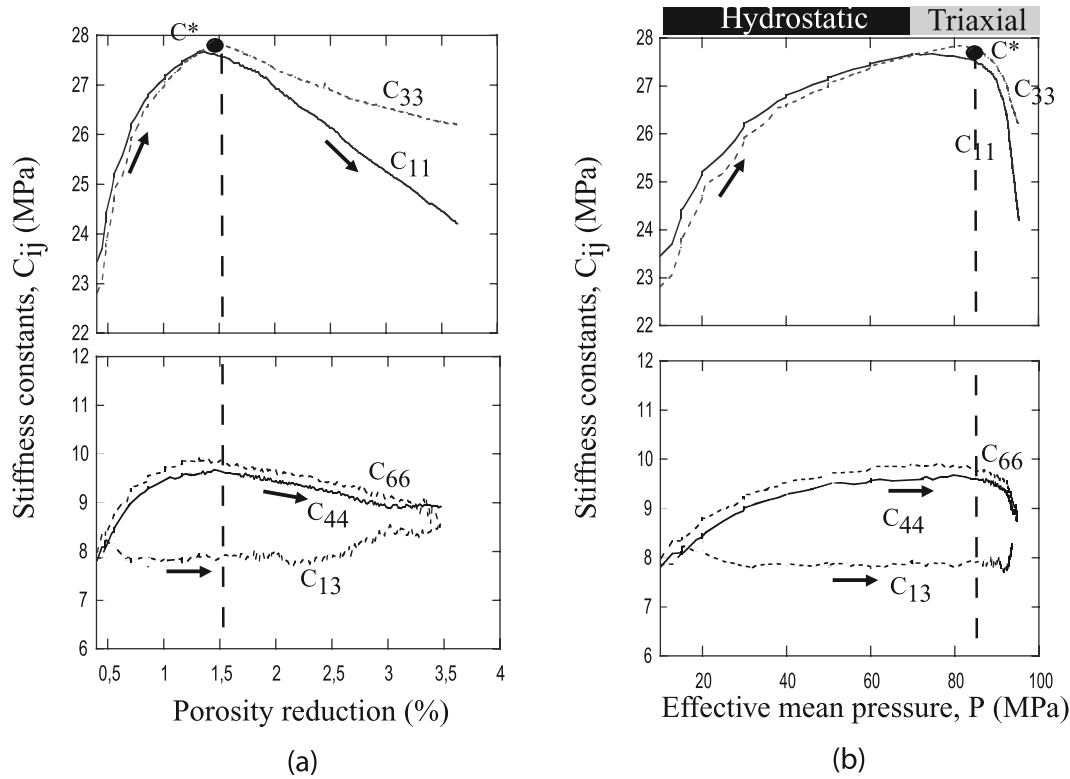 C*
28
27
26
25
24
23
22
C33
C11
Stiffness constants, Cij (MPa)
12
11
10
9
8
7
6
C66
C44
C13
0,5 1 1,5 2 2,5 3 3,5 4
Porosity reduction (%)
(a)
Hydrostatic Triaxial
C*
28
27
26
25
24
23
22
C33
C11
Stiffness constants, Cij (MPa)
12
11
10
9
8
7
6
C66
C44
C13
20 40 60 80 100
Effective mean pressure, P (MPa)
(b)